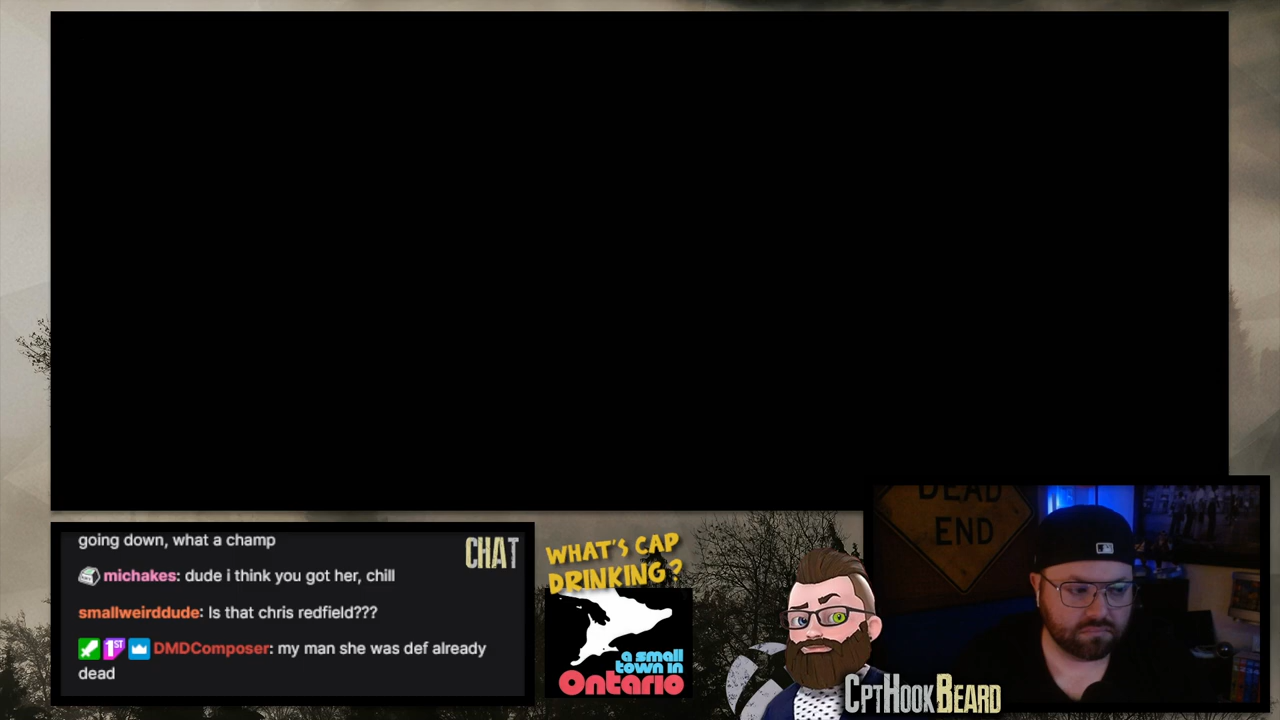 going down, what a champ
CHAT
michakes: dude i think you got her, chill
smallweirddude: Is that chris redfield???
1ST DMDComposer: my man she was def already
dead
WHAT'S CAP
DRINKING?
a small
town in
Ontario
CPTHOOKBEARD
DEAD
END